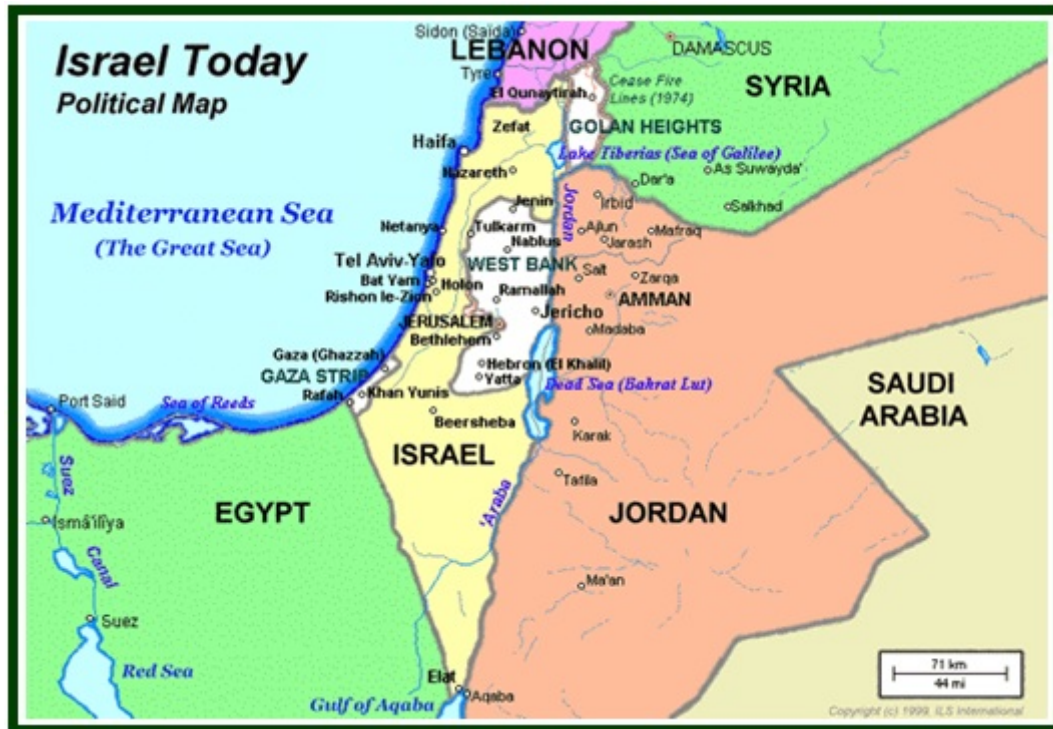 Israel Today
Political Map
Sidon (Saïda)
LEBANON
DAMASCUS
Tyre
El Qunaytirah
Cease Fire
Lines (1974)
SYRIA
Zefat
GOLAN HEIGHTS
Haifa
Lake Tiberias (Sea of Galilee)
Nazareth
As Suwayda'
Dar'a
Jenin
Jordan
Irbid
Salkhad
Mediterranean Sea
(The Great Sea)
Netanya
Tulkarm
Ajlun
Mafraq
Nablus
Jarash
Tel Aviv-Yafo
WEST BANK
Salt
Zarqa
Bat Yam
Holon
Rishon le-Zion
Ramallah
AMMAN
Jericho
JERUSALEM
Madaba
Bethlehem
Gaza (Ghazzah)
GAZA STRIP
Hebron (El Khalil)
Yatta
Dead Sea (Bahrat Lut)
SAUDI
ARABIA
Khan Yunis
Rafah
Port Said
Sea of Reeds
Beersheba
Karak
ISRAEL
Suez
Tafila
EGYPT
'Araba
JORDAN
Ismâ'ilîya
Canal
Ma'an
Suez
Red Sea
Elat
Aqaba
Gulf of Aqaba
71 km
44 mi
Copyright (c) 1999, ILS International